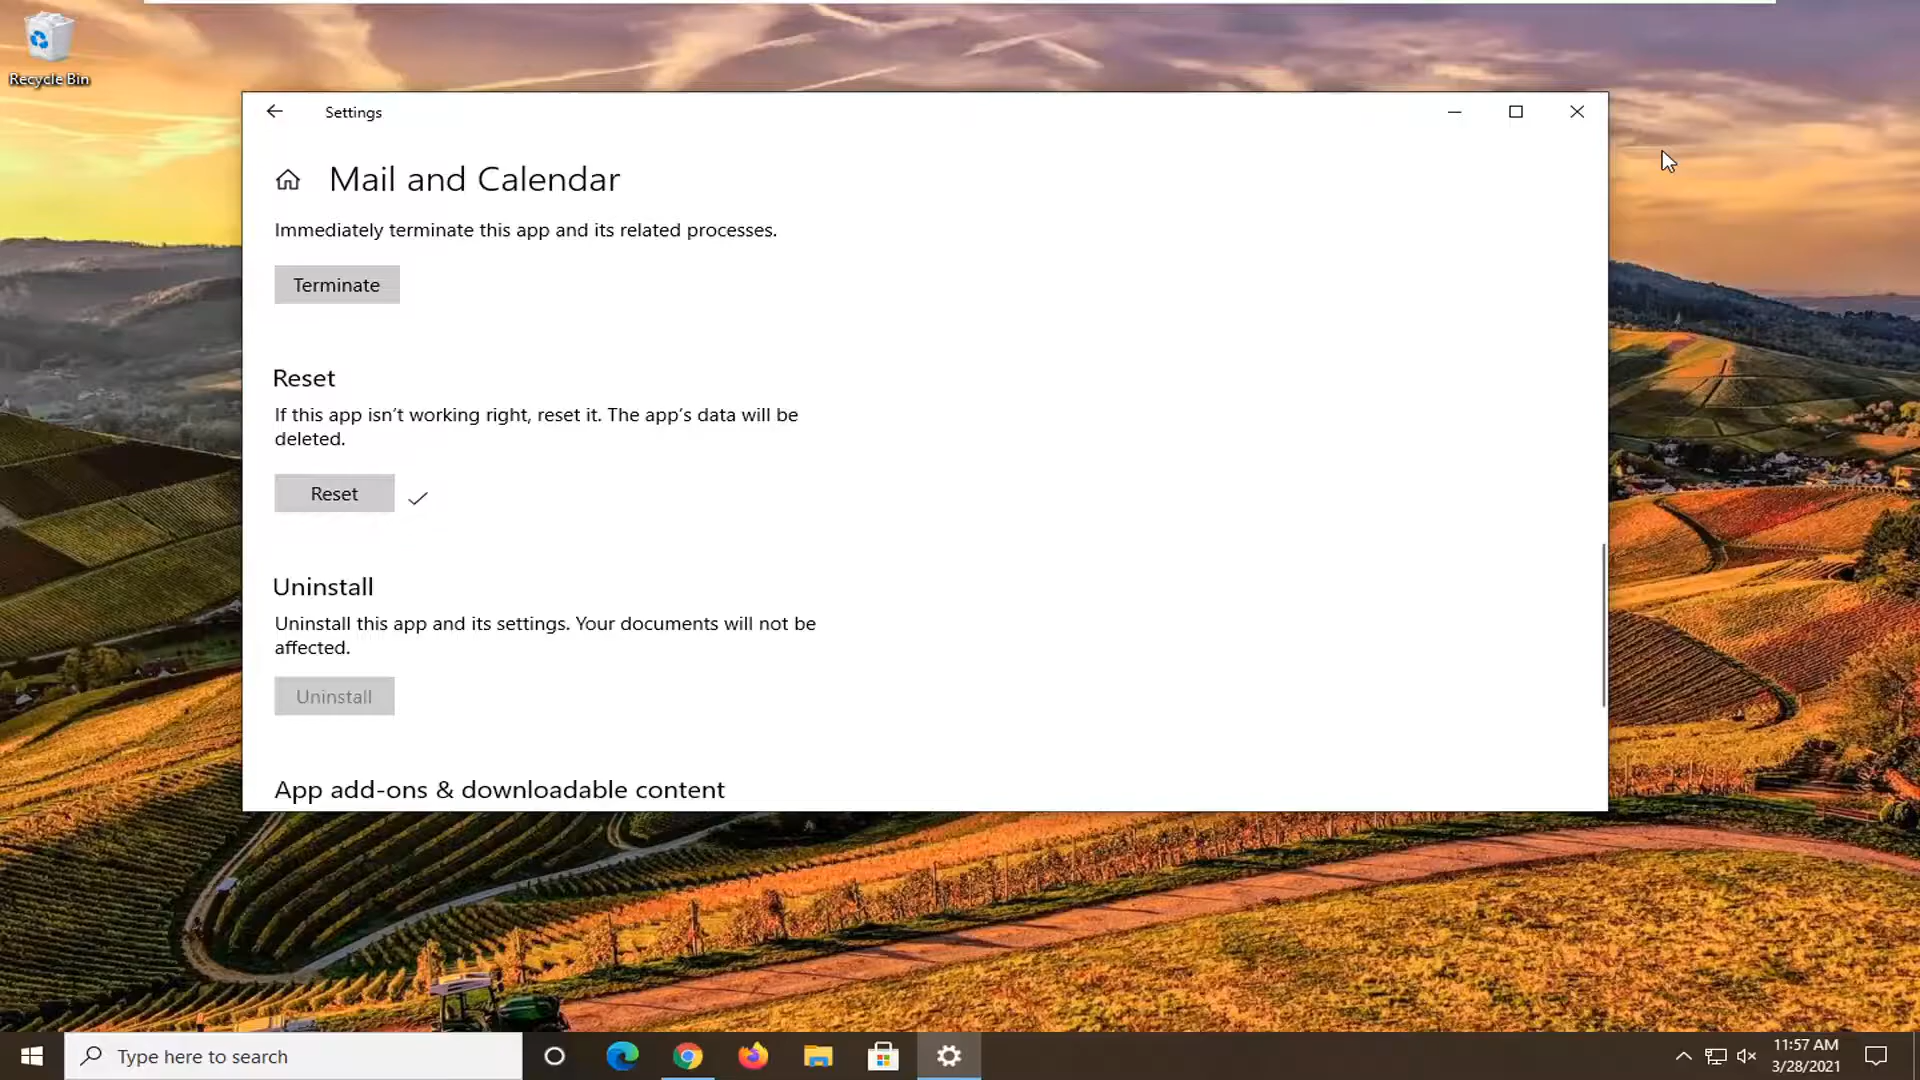 Recycle Bin
Settings
Mail and Calendar
Immediately terminate this app and its related processes.
Terminate
Reset
If this app isn’t working right, reset it. The app’s data will be
deleted.
Reset
Uninstall
Uninstall this app and its settings. Your documents will not be
affected.
Uninstall
App add-ons & downloadable content
Type here to search
11:57 AM
3/28/2021